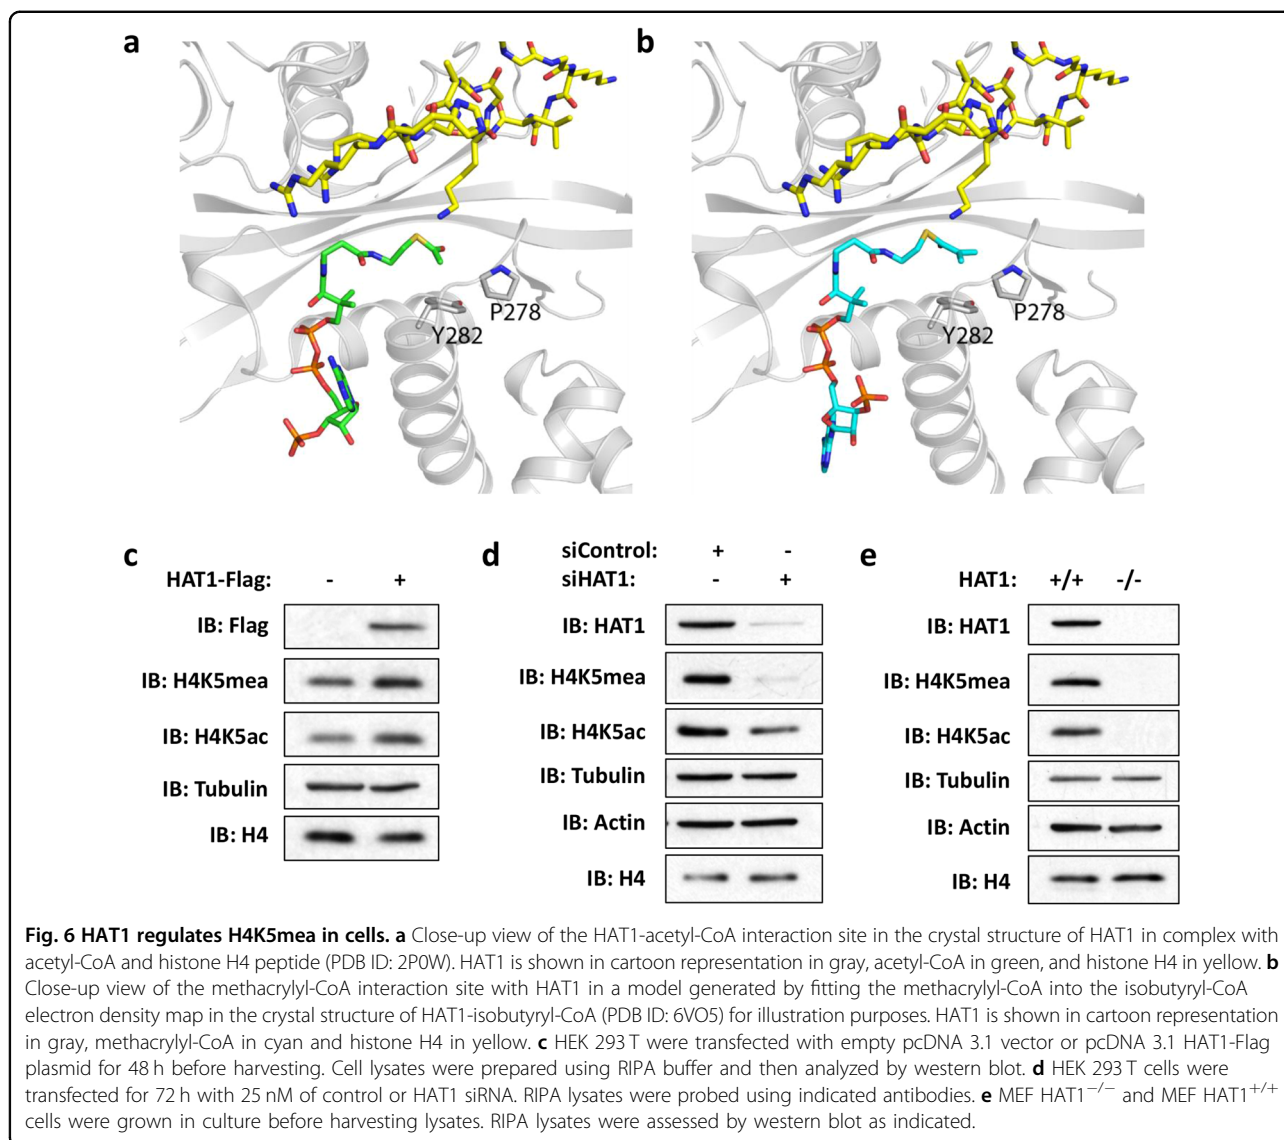 a
b
P278
Y282
P278
Y282
c
HAT1-Flag: - +
IB: Flag
IB: H4K5mea
IB: H4K5ac
IB: Tubulin
IB: H4
d
siControl: + -
siHAT1: - +
IB: HAT1
IB: H4K5mea
IB: H4K5ac
IB: Tubulin
IB: Actin
IB: H4
e
HAT1: +/+ -/-
IB: HAT1
IB: H4K5mea
IB: H4K5ac
IB: Tubulin
IB: Actin
IB: H4
Fig. 6 HAT1 regulates H4K5mea in cells. a Close-up view of the HAT1-acetyl-CoA interaction site in the crystal structure of HAT1 in complex with
acetyl-CoA and histone H4 peptide (PDB ID: 2P0W). HAT1 is shown in cartoon representation in gray, acetyl-CoA in green, and histone H4 in yellow. b
Close-up view of the methacrylyl-CoA interaction site with HAT1 in a model generated by fitting the methacrylyl-CoA into the isobutyryl-CoA
electron density map in the crystal structure of HAT1-isobutyryl-CoA (PDB ID: 6VO5) for illustration purposes. HAT1 is shown in cartoon representation
in gray, methacrylyl-CoA in cyan and histone H4 in yellow. c HEK 293 T were transfected with empty pcDNA 3.1 vector or pcDNA 3.1 HAT1-Flag
plasmid for 48 h before harvesting. Cell lysates were prepared using RIPA buffer and then analyzed by western blot. d HEK 293 T cells were
transfected for 72 h with 25 nM of control or HAT1 siRNA. RIPA lysates were probed using indicated antibodies. e MEF HAT1−/− and MEF HAT1+/+
cells were grown in culture before harvesting lysates. RIPA lysates were assessed by western blot as indicated.